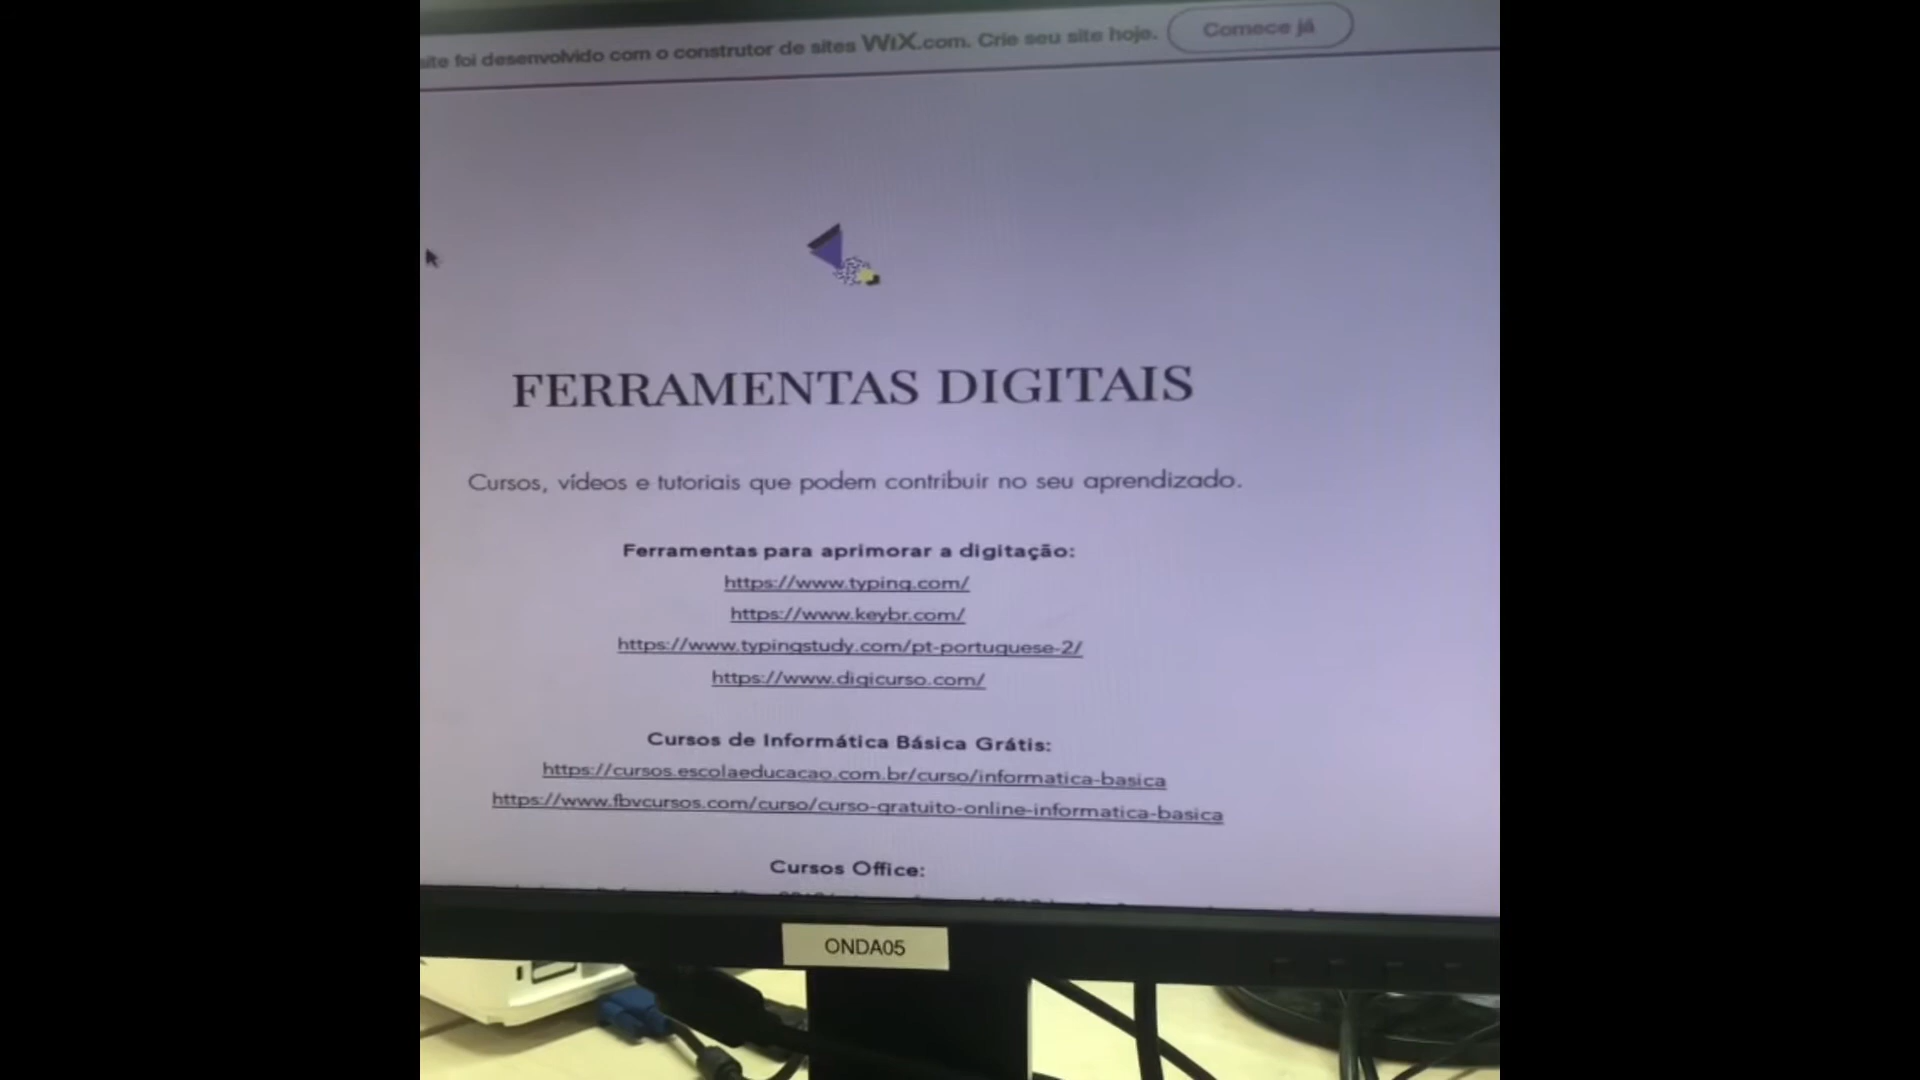 site foi desenvolvido com o construtor de sites WiX.com. Crie seu site hoje. Comece já
FERRAMENTAS DIGITAIS
Cursos, vídeos e tutoriais que podem contribuir no seu aprendizado.
Ferramentas para aprimorar a digitação:
https://www.typing.com/
https://www.keybr.com/
https://www.typingstudy.com/pt-portuguese-2/
https://www.digicurso.com/
Cursos de Informática Básica Grátis:
https://cursos.escolaeducacao.com.br/curso/informatica-basica
https://www.fbvcursos.com/curso/curso-gratuito-online-informatica-basica
Cursos Office:
ONDA05